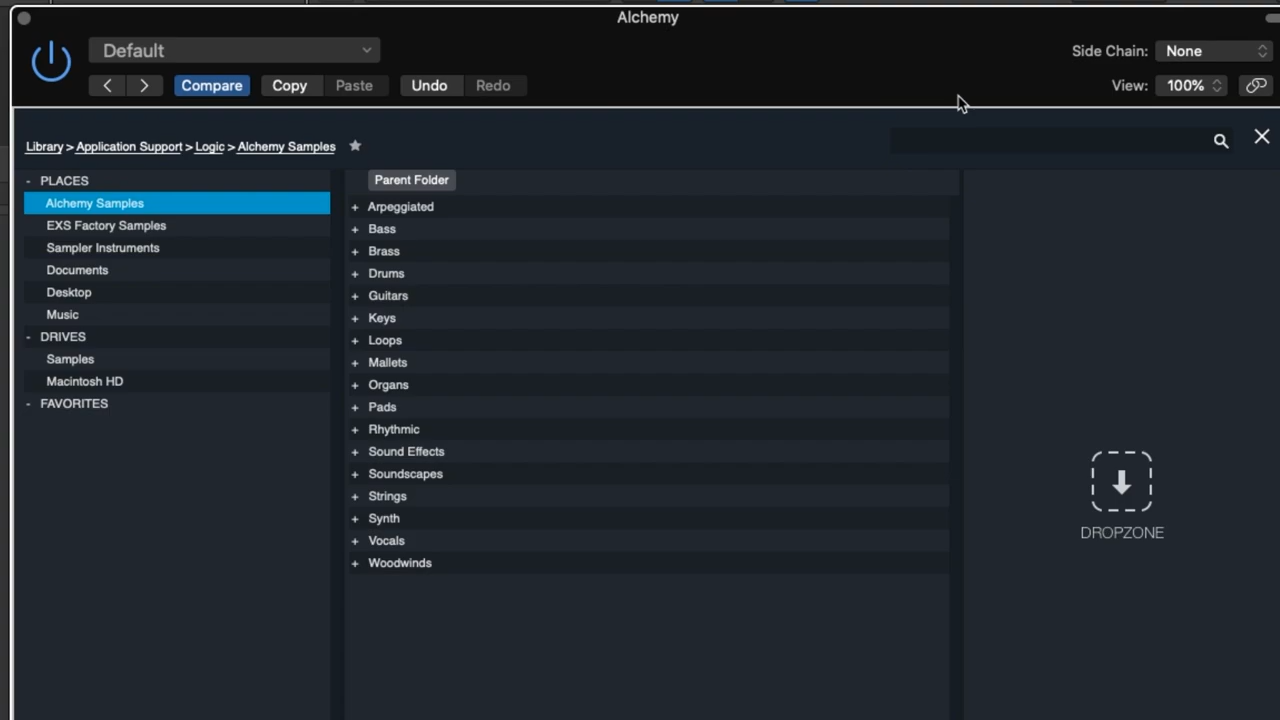 Alchemy
Default
Side Chain: None
Compare Copy Paste Undo Redo
View: 100%
Library > Application Support > Logic > Alchemy Samples
- PLACES
Alchemy Samples
EXS Factory Samples
Sampler Instruments
Documents
Desktop
Music
- DRIVES
Samples
Macintosh HD
- FAVORITES
Parent Folder
+ Arpeggiated
+ Bass
+ Brass
+ Drums
+ Guitars
+ Keys
+ Loops
+ Mallets
+ Organs
+ Pads
+ Rhythmic
+ Sound Effects
+ Soundscapes
+ Strings
+ Synth
+ Vocals
+ Woodwinds
DROPZONE